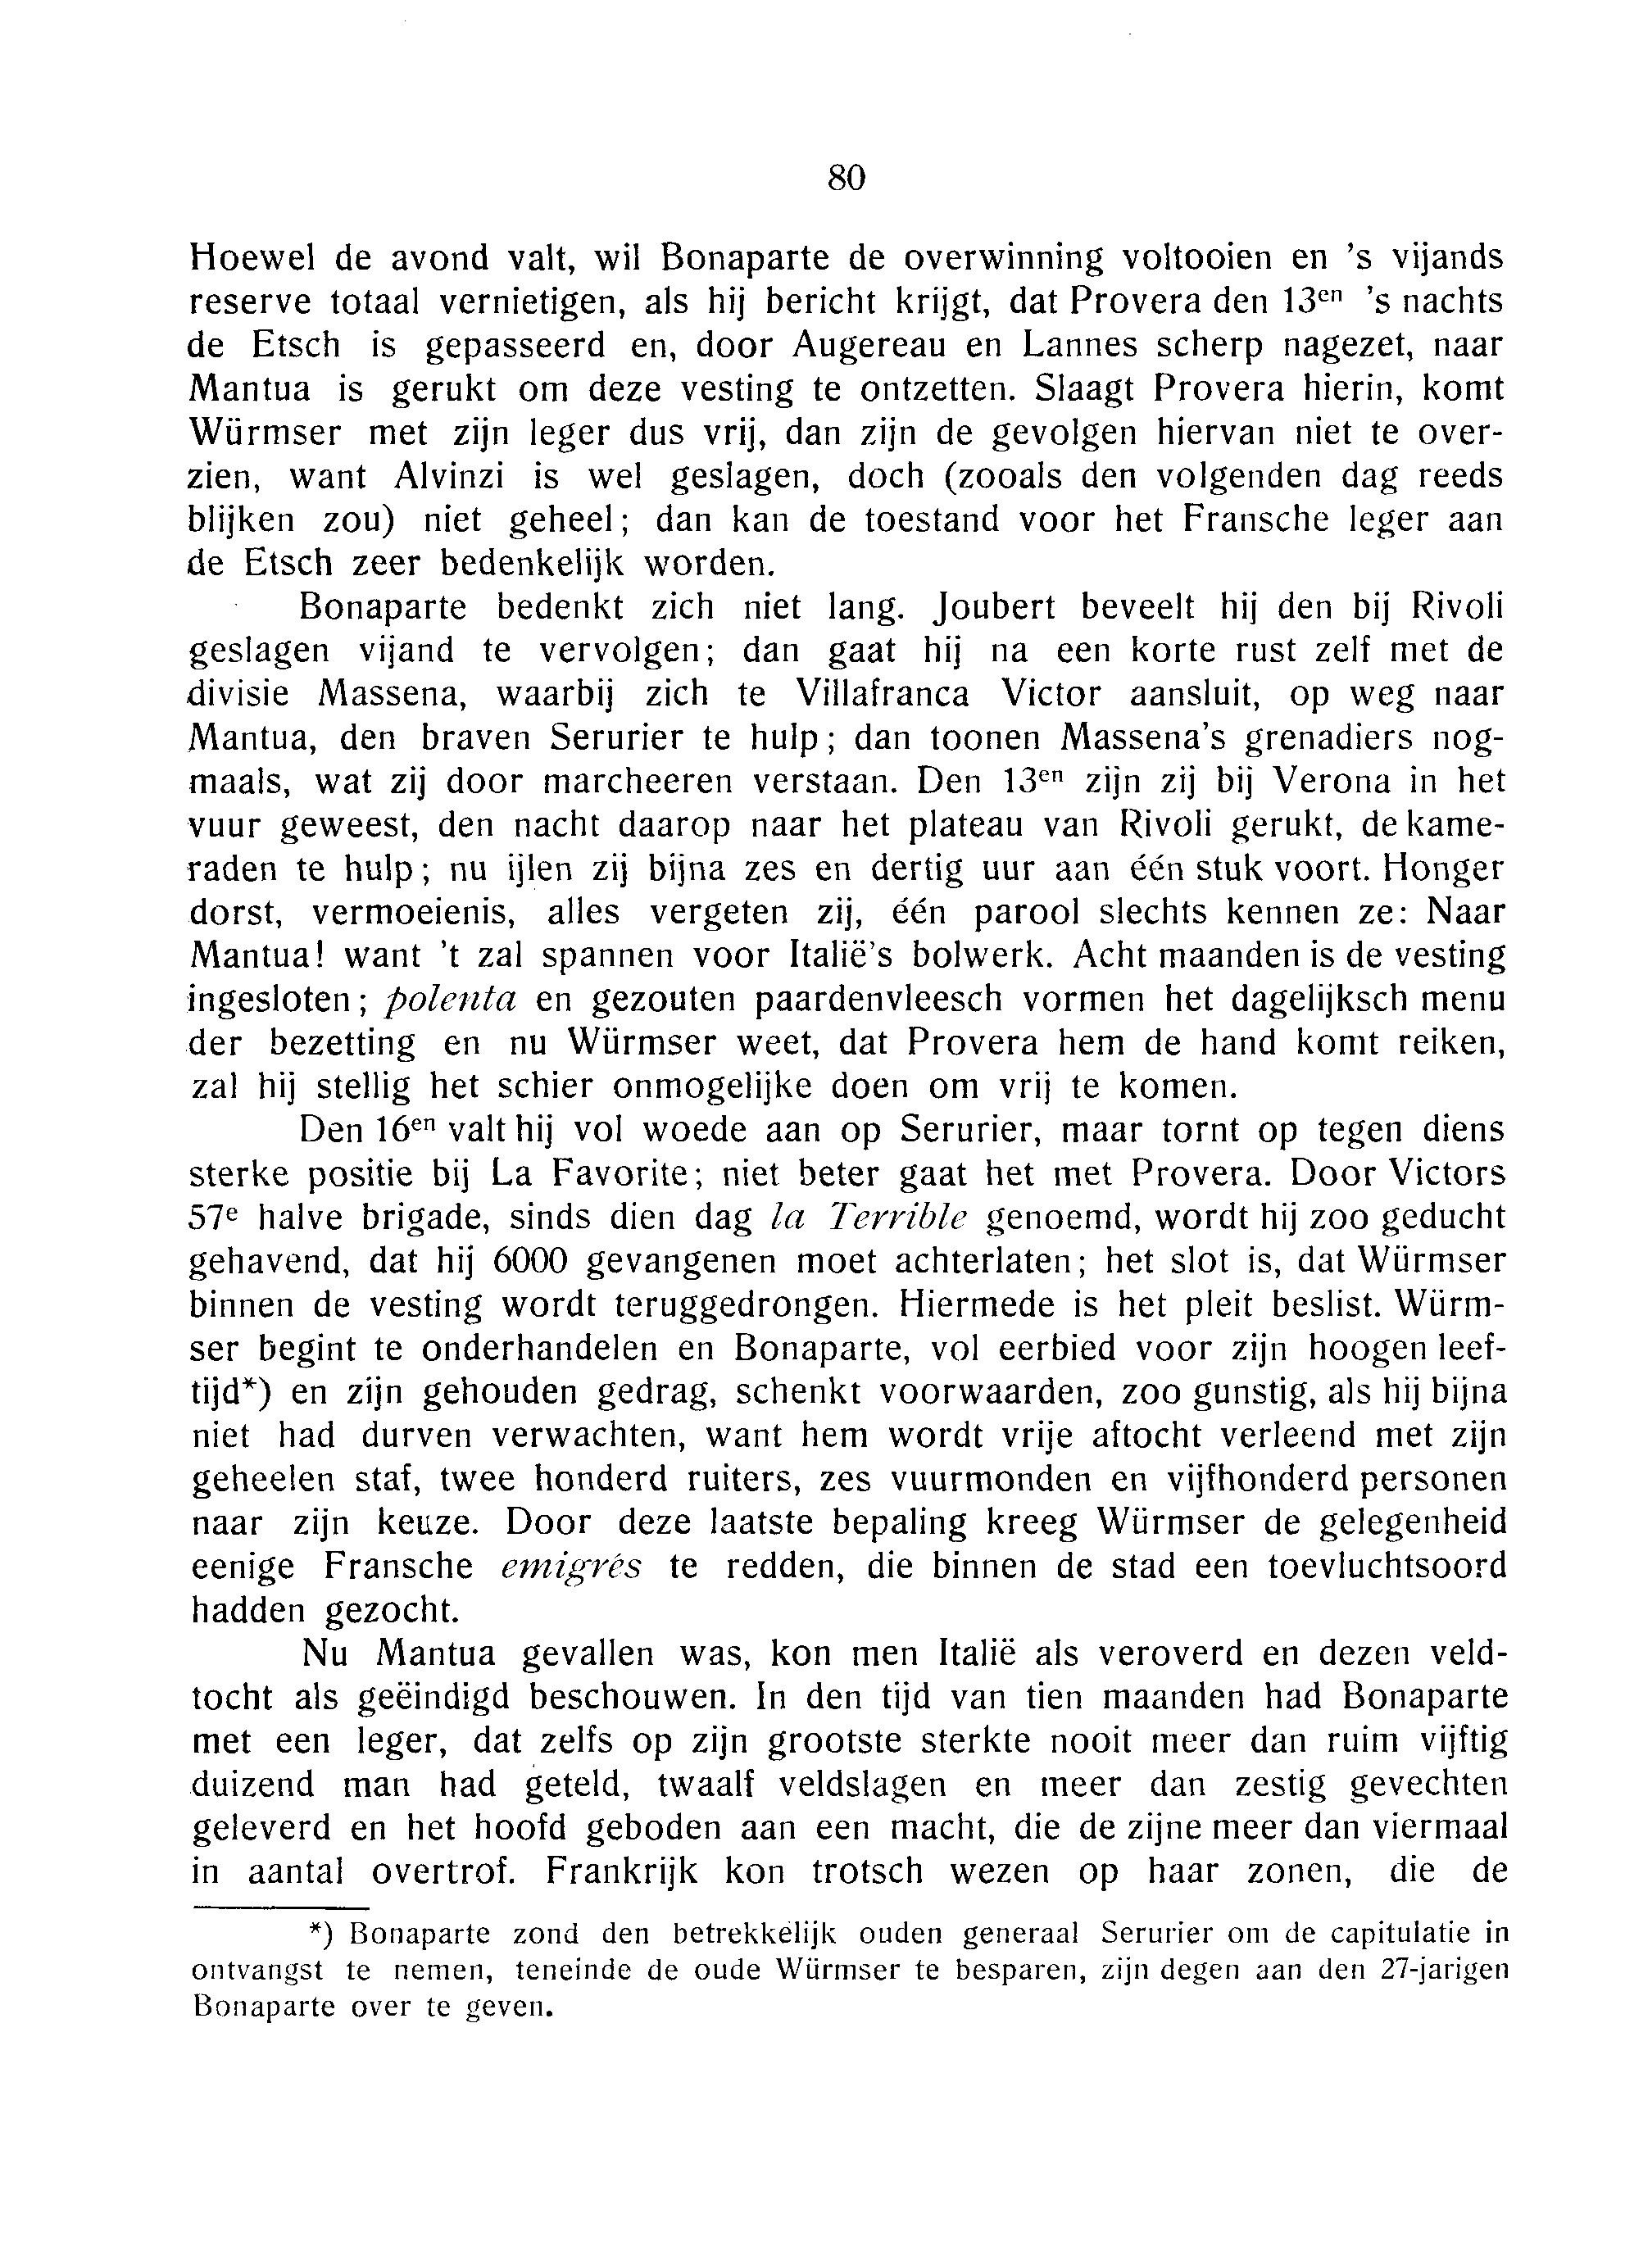 80
Hoewel de avond valt, wil Bonaparte de overwinning voltooien en 's vijands
reserve totaal vernietigen, als hij bericht krijgt, dat Provera den 13en 's nachts
de Etsch is gepasseerd en, door Augereau en Lannes scherp nagezet, naar
Mantua is gerukt om deze vesting te ontzetten. Slaagt Provera hierin, komt
Würmser met zijn leger dus vrij, dan zijn de gevolgen hiervan niet te over-
zien, want Alvinzi is wel geslagen, doch (zooals den volgenden dag reeds
blijken zou) niet geheel; dan kan de toestand voor het Fransche leger aan
de Etsch zeer bedenkelijk worden.
Bonaparte bedenkt zich niet lang. Joubert beveelt hij den bij Rivoli
geslagen vijand te vervolgen; dan gaat hij na een korte rust zelf met de
divisie Massena, waarbij zich te Villafranca Victor aansluit, op weg naar
Mantua, den braven Serurier te hulp; dan toonen Massena's grenadiers nog-
maals, wat zij door marcheeren verstaan. Den 13en zijn zij bij Verona in het
vuur geweest, den nacht daarop naar het plateau van Rivoli gerukt, de kame-
raden te hulp; nu ijlen zij bijna zes en dertig uur aan één stuk voort. Honger
dorst, vermoeienis, alles vergeten zij, één parool slechts kennen ze: Naar
Mantua! want 't zal spannen voor Italië's bolwerk. Acht maanden is de vesting
ingesloten; polenta en gezouten paardenvleesch vormen het dagelijksch menu
der bezetting en nu Würmser weet, dat Provera hem de hand komt reiken,
zal hij stellig het schier onmogelijke doen om vrij te komen.
Den 16en valt hij vol woede aan op Serurier, maar tornt op tegen diens
sterke positie bij La Favorite; niet beter gaat het met Provera. Door Victors
57e halve brigade, sinds dien dag la Terrible genoemd, wordt hij zoo geducht
gehavend, dat hij 6000 gevangenen moet achterlaten; het slot is, dat Würmser
binnen de vesting wordt teruggedrongen. Hiermede is het pleit beslist. Würm-
ser begint te onderhandelen en Bonaparte, vol eerbied voor zijn hoogen leef-
tijd*) en zijn gehouden gedrag, schenkt voorwaarden, zoo gunstig, als hij bijna
niet had durven verwachten, want hem wordt vrije aftocht verleend met zijn
geheelen staf, twee honderd ruiters, zes vuurmonden en vijfhonderd personen
naar zijn keuze. Door deze laatste bepaling kreeg Würmser de gelegenheid
eenige Fransche emigrés te redden, die binnen de stad een toevluchtsoord
hadden gezocht.
Nu Mantua gevallen was, kon men Italië als veroverd en dezen veld-
tocht als geëindigd beschouwen. In den tijd van tien maanden had Bonaparte
met een leger, dat zelfs op zijn grootste sterkte nooit meer dan ruim vijftig
duizend man had geteld, twaalf veldslagen en meer dan zestig gevechten
geleverd en het hoofd geboden aan een macht, die de zijne meer dan viermaal
in aantal overtrof. Frankrijk kon trotsch wezen op haar zonen, die de
*) Bonaparte zond den betrekkelijk ouden generaal Serurier om de capitulatie in
ontvangst te nemen, teneinde de oude Würmser te besparen, zijn degen aan den 27-jarigen
Bonaparte over te geven.